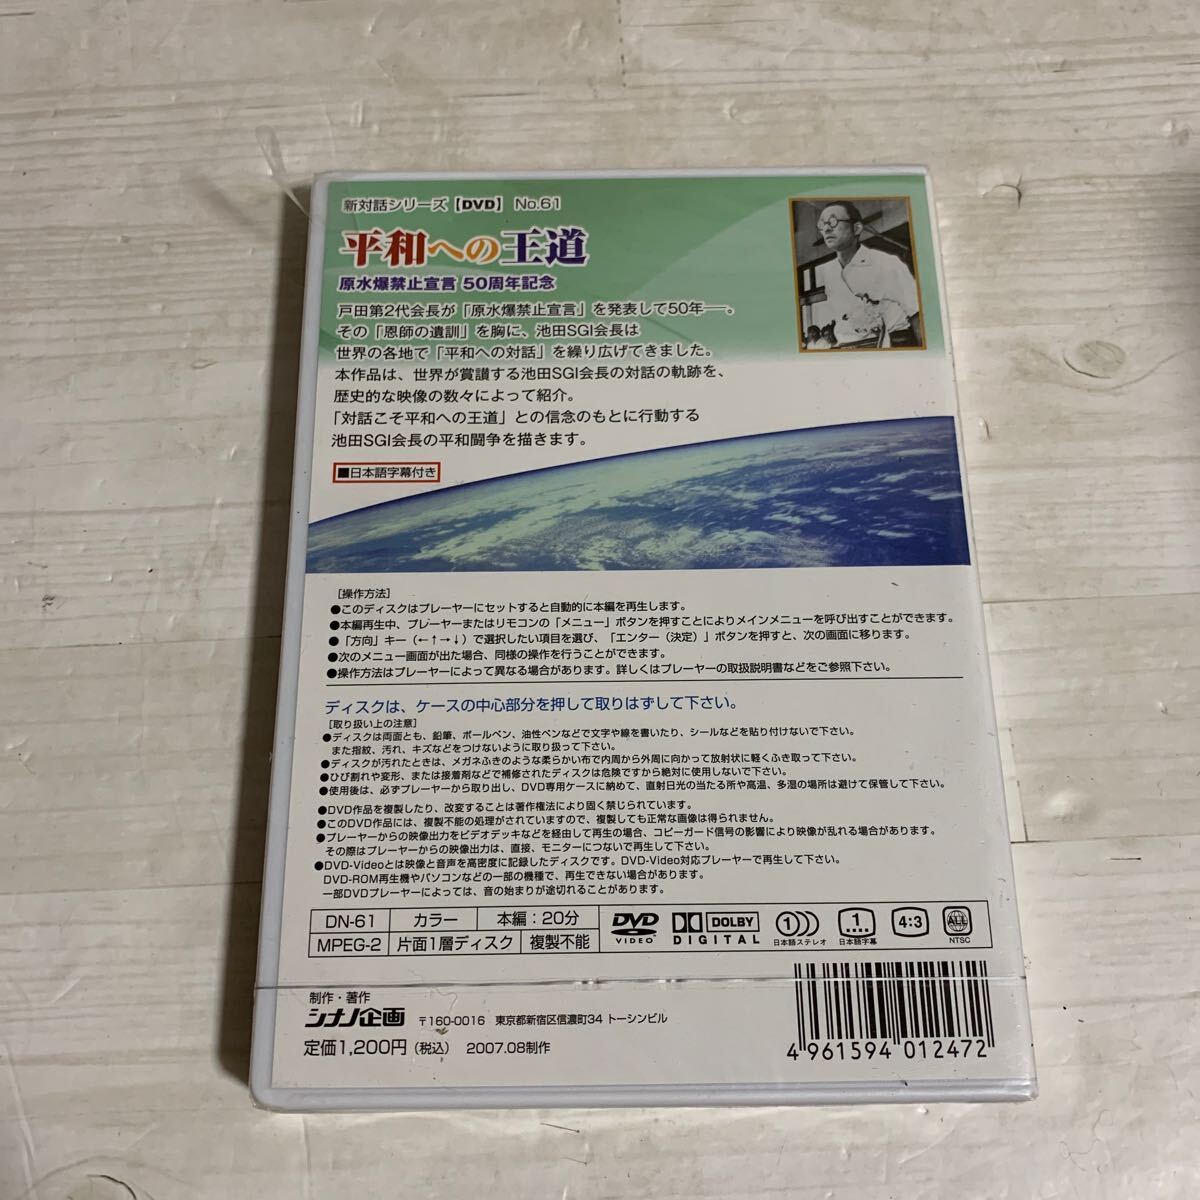 新対話シリーズ【DVD】 No.61
平和への王道
原水爆禁止宣言 50周年記念
戸田第2代会長が「原水爆禁止宣言」を発表して50年──。
その「恩師の遺訓」を胸に、池田SGI会長は
世界の各地で「平和への対話」を繰り広げてきました。
本作品は、世界が賞讃する池田SGI会長の対話の軌跡を、
歴史的な映像の数々によって紹介。
「対話こそ平和への王道」との信念のもとに行動する
池田SGI会長の平和闘争を描きます。
■日本語字幕付き
［操作方法］
●このディスクはプレーヤーにセットすると自動的に本編を再生します。
●本編再生中、プレーヤーまたはリモコンの「メニュー」ボタンを押すことによりメインメニューを呼び出すことができます。
●「方向」キー（←↑→↓）で選択したい項目を選び、「エンター（決定）」ボタンを押すと、次の画面に移ります。
●次のメニュー画面が出た場合、同様の操作を行うことができます。
●操作方法はプレーヤーによって異なる場合があります。詳しくはプレーヤーの取扱説明書などをご参照下さい。
ディスクは、ケースの中心部分を押して取りはずして下さい。
［取り扱い上の注意］
●ディスクは両面とも、鉛筆、ボールペン、油性ペンなどで文字や線を書いたり、シールなどを貼り付けないで下さい。
また指紋、汚れ、キズなどをつけないように取り扱って下さい。
●ディスクが汚れたときは、メガネふきのような柔らかい布で内周から外周に向かって放射状に軽くふき取って下さい。
●ひび割れや変形、または接着剤などで補修されたディスクは危険ですから絶対に使用しないで下さい。
●使用後は、必ずプレーヤーから取り出し、DVD専用ケースに納めて、直射日光の当たる所や高温、多湿の場所は避けて保管して下さい。
●DVD作品を複製したり、改変することは著作権法により固く禁じられています。
●このDVD作品には、複製不能の処理がされていますので、複製しても正常な画像は得られません。
●プレーヤーからの映像出力をビデオデッキなどを経由して再生の場合、コピーガード信号の影響により映像が乱れる場合があります。
その際はプレーヤーからの映像出力は、直接、モニターにつないで再生して下さい。
●DVD-Videoとは映像と音声を高密度に記録したディスクです。DVD-Video対応プレーヤーで再生して下さい。
DVD-ROM再生機やパソコンなどの一部の機種で、再生できない場合があります。
一部DVDプレーヤーによっては、音の始まりが途切れることがあります。
DN-61 カラー 本編：20分
MPEG-2 片面1層ディスク 複製不能
DVD VIDEO
DOLBY DIGITAL
1 日本語ステレオ
1 日本語字幕
4:3
ALL NTSC
制作・著作
シナノ企画 〒160-0016 東京都新宿区信濃町34 トーシンビル
定価1,200円（税込） 2007.08制作
4 961594 012472